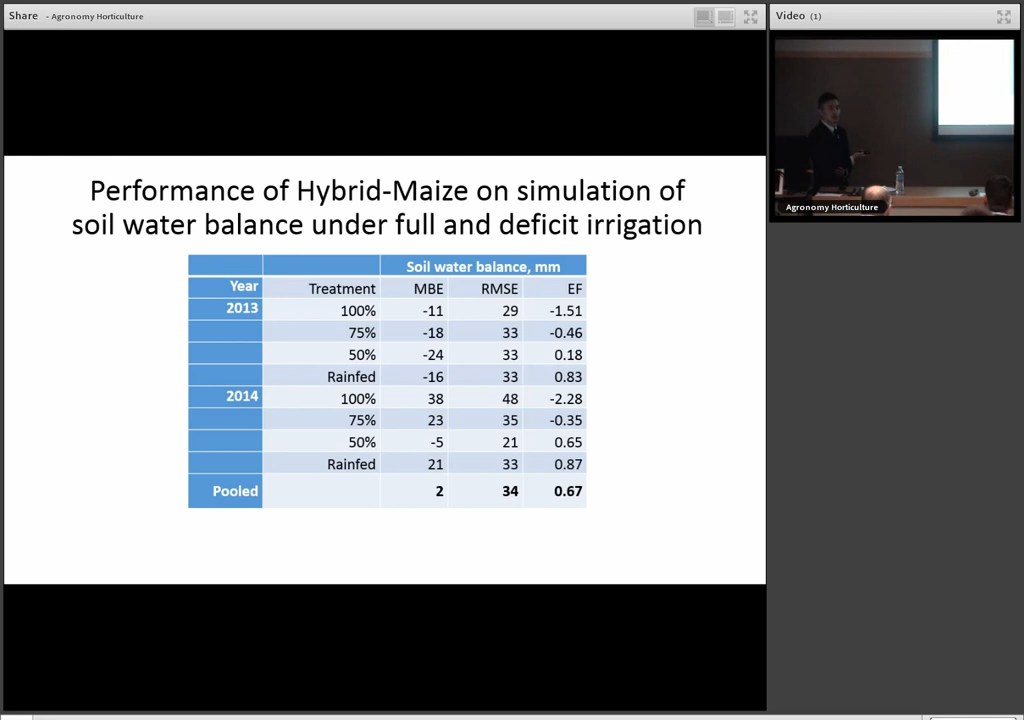 Share - Agronomy Horticulture
Video (1)
Agronomy Horticulture
Performance of Hybrid-Maize on simulation of
soil water balance under full and deficit irrigation
Soil water balance, mm
Year Treatment MBE RMSE EF
2013 100% -11 29 -1.51
75% -18 33 -0.46
50% -24 33 0.18
Rainfed -16 33 0.83
2014 100% 38 48 -2.28
75% 23 35 -0.35
50% -5 21 0.65
Rainfed 21 33 0.87
Pooled 2 34 0.67